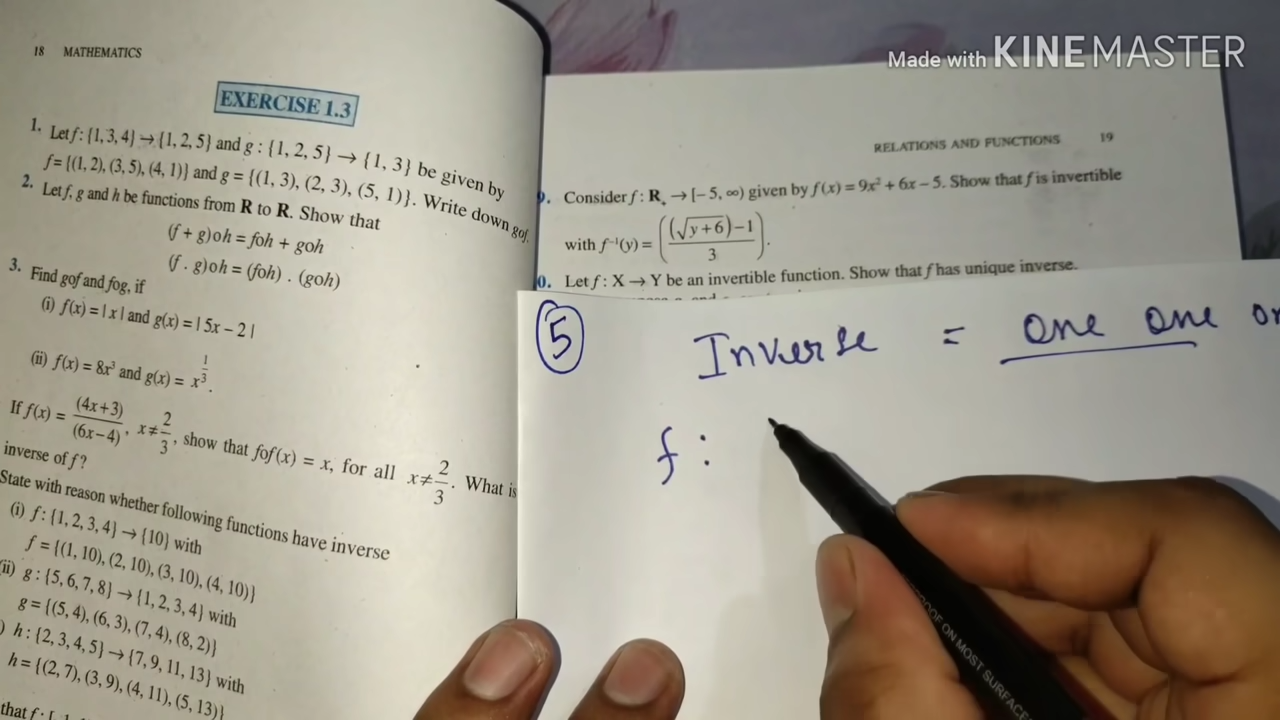 Made with KINEMASTER
18 MATHEMATICS
EXERCISE 1.3
1. Let f : {1, 3, 4} → {1, 2, 5} and g : {1, 2, 5} → {1, 3} be given by
f = {(1, 2), (3, 5), (4, 1)} and g = {(1, 3), (2, 3), (5, 1)}. Write down gof.
2. Let f, g and h be functions from R to R. Show that
(f + g)oh = foh + goh
(f . g)oh = (foh) . (goh)
3. Find gof and fog, if
(i) f(x) = | x | and g(x) = | 5x – 2 |
(ii) f(x) = 8x³ and g(x) = x^(1/3).
If f(x) = (4x+3)/(6x–4), x ≠ 2/3, show that fof(x) = x, for all x ≠ 2/3. What is
inverse of f?
State with reason whether following functions have inverse
(i) f : {1, 2, 3, 4} → {10} with
f = {(1, 10), (2, 10), (3, 10), (4, 10)}
(ii) g : {5, 6, 7, 8} → {1, 2, 3, 4} with
g = {(5, 4), (6, 3), (7, 4), (8, 2)}
) h : {2, 3, 4, 5} → {7, 9, 11, 13} with
h = {(2, 7), (3, 9), (4, 11), (5, 13)}
that f : [
RELATIONS AND FUNCTIONS 19
9. Consider f : R₊ → [– 5, ∞) given by f(x) = 9x² + 6x – 5. Show that f is invertible
with f⁻¹(y) = (((√y+6)–1)/3).
0. Let f : X → Y be an invertible function. Show that f has unique inverse.
5 Inverse = one one on
f :